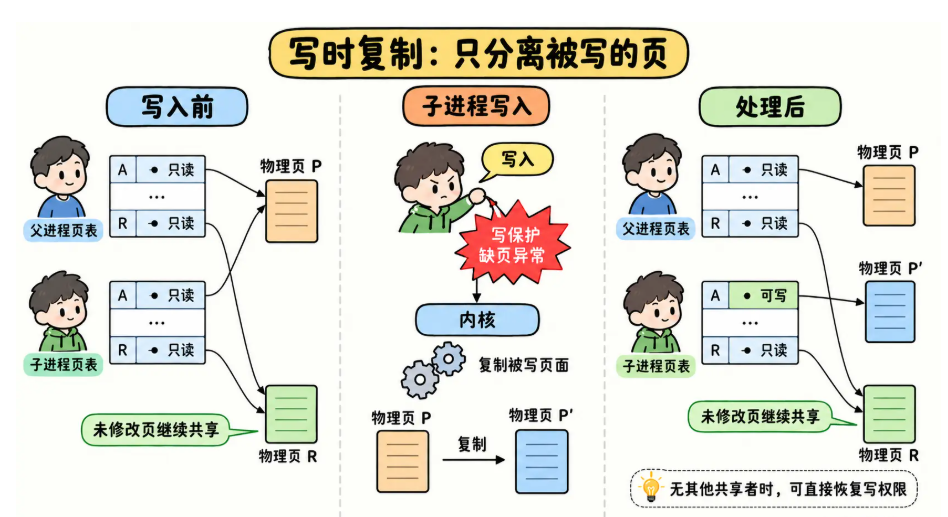 写时复制：只分离被写的页
写入前
父进程页表
A 只读
...
R 只读
物理页 P
子进程页表
A 只读
...
R 只读
未修改页继续共享
物理页 R
子进程写入
写入
写保护
缺页异常
内核
复制被写页面
物理页 P
复制
物理页 P′
处理后
父进程页表
A 只读
...
R 只读
物理页 P
物理页 P′
子进程页表
A 可写
...
R 只读
未修改页继续共享
物理页 R
无其他共享者时，可直接恢复写权限